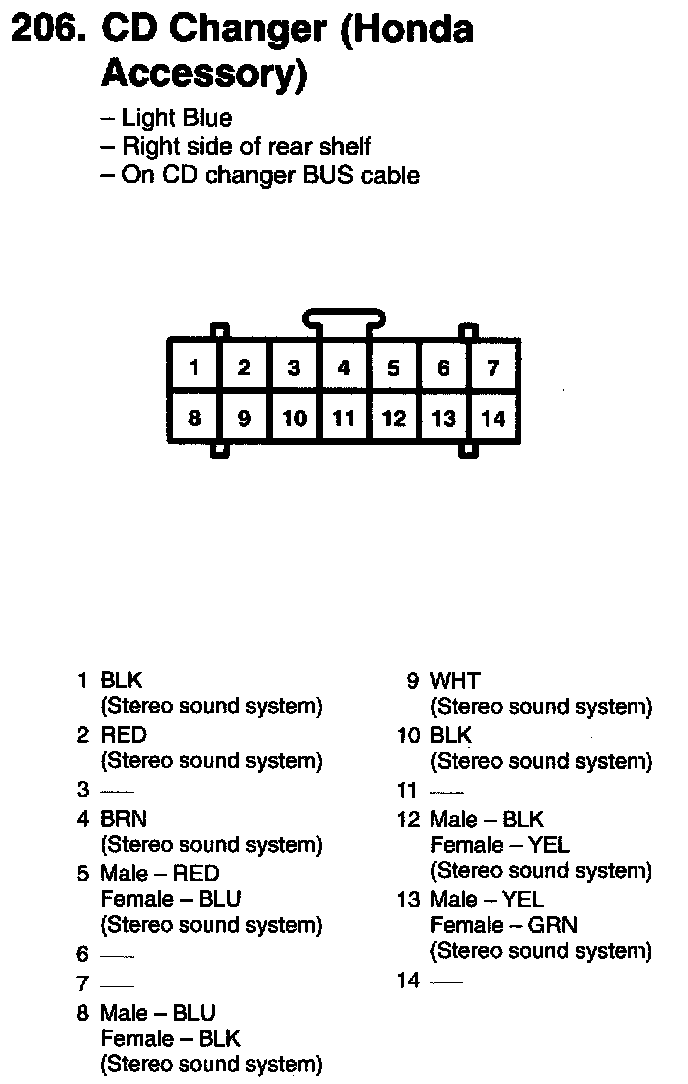 206. CD Changer (Honda
Accessory)
– Light Blue
– Right side of rear shelf
– On CD changer BUS cable
1 2 3 4 5 6 7
8 9 10 11 12 13 14
1 BLK
(Stereo sound system)
2 RED
(Stereo sound system)
3 —
4 BRN
(Stereo sound system)
5 Male – RED
Female – BLU
(Stereo sound system)
6 —
7 —
8 Male – BLU
Female – BLK
(Stereo sound system)
9 WHT
(Stereo sound system)
10 BLK
(Stereo sound system)
11 —
12 Male – BLK
Female – YEL
(Stereo sound system)
13 Male – YEL
Female – GRN
(Stereo sound system)
14 —